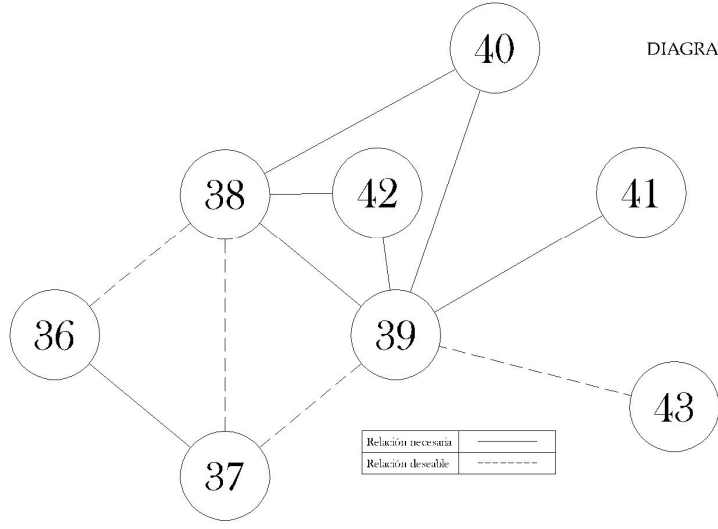 40
DIAGRA
38
42
41
36
39
43
37
Relación necesaria
Relación deseable